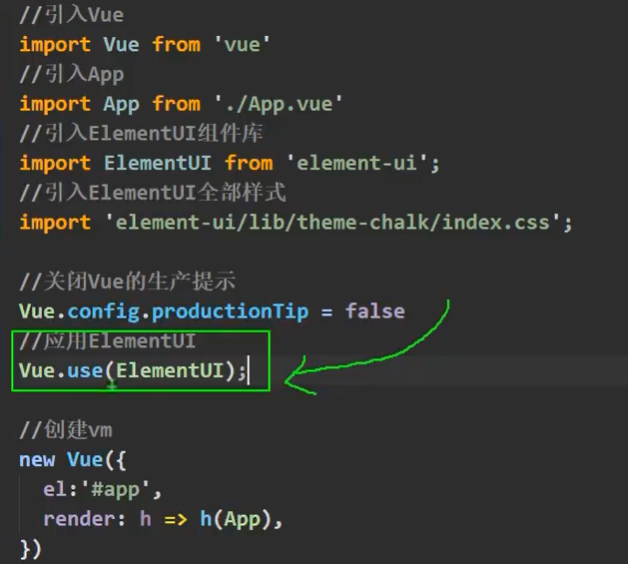 //引入Vue
import Vue from 'vue'
//引入App
import App from './App.vue'
//引入ElementUI组件库
import ElementUI from 'element-ui';
//引入ElementUI全部样式
import 'element-ui/lib/theme-chalk/index.css';
//关闭Vue的生产提示
Vue.config.productionTip = false
//应用ElementUI
Vue.use(ElementUI);
//创建vm
new Vue({
el:'#app',
render: h => h(App),
})